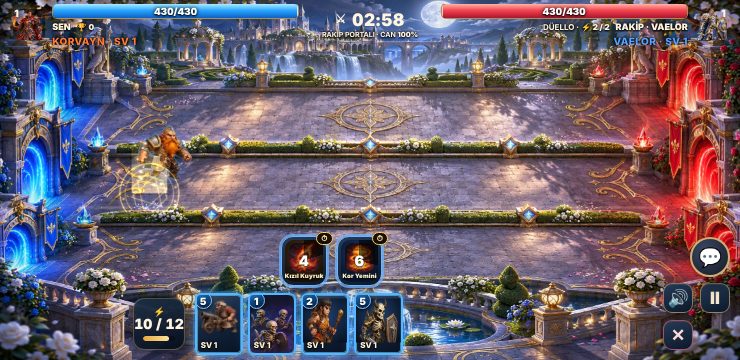 1
430/430
SEN · 🏆 0
KORVAYN · SV 1
⚔ 02:58
RAKİP PORTALI · CAN 100%
430/430
1
DÜELLO · ⚡ 2/2 RAKİP · VAELOR
VAELOR · SV 1
4
Kızıl Kuyruk
6
Kor Yemini
10 / 12
5
SV 1
1
SV 1
2
SV 1
5
SV 1